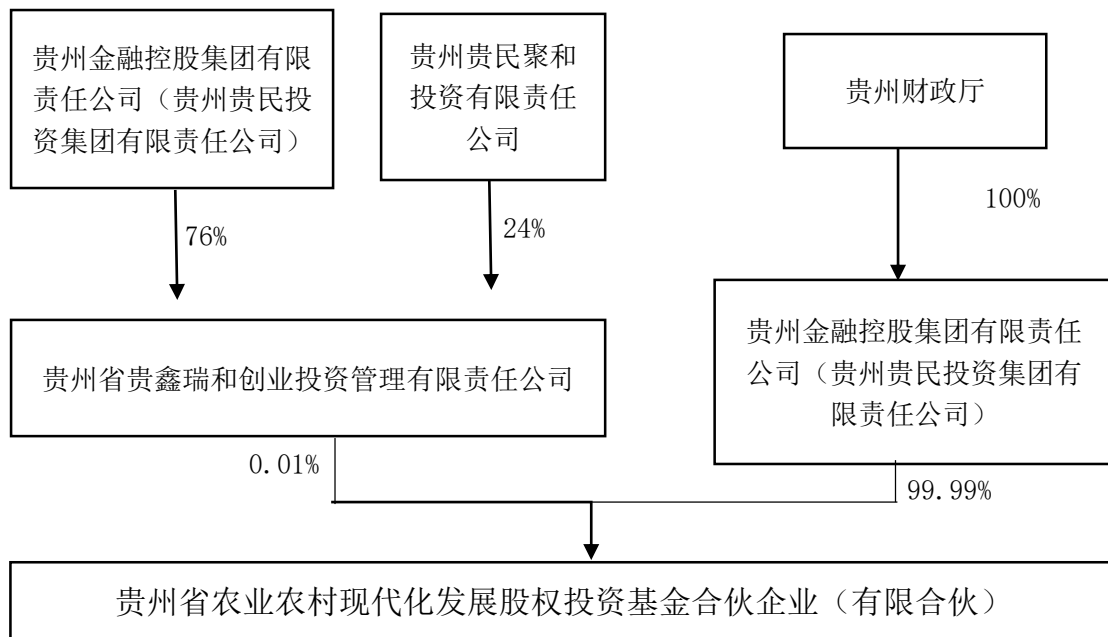 贵州金融控股集团有限
责任公司（贵州贵民投
资集团有限责任公司）
贵州贵民聚和
投资有限责任
公司
贵州财政厅
76%
24%
100%
贵州省贵鑫瑞和创业投资管理有限责任公司
贵州金融控股集团有限责任
公司（贵州贵民投资集团有
限责任公司）
0.01%
99.99%
贵州省农业农村现代化发展股权投资基金合伙企业（有限合伙）